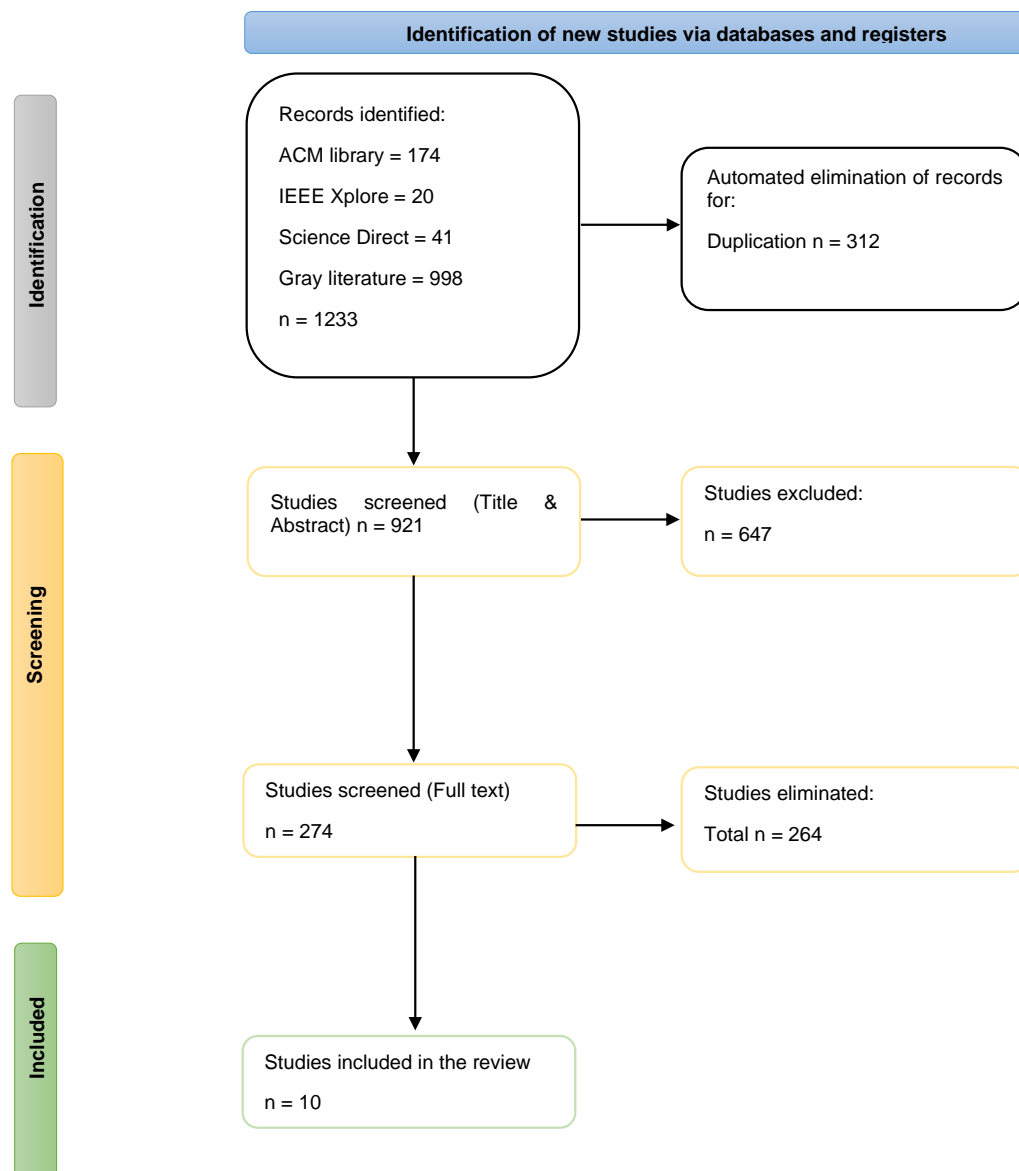 Identification of new studies via databases and registers
Identification
Records identified:
ACM library = 174
IEEE Xplore = 20
Science Direct = 41
Gray literature = 998
n = 1233
Automated elimination of records
for:
Duplication n = 312
Screening
Studies screened (Title &
Abstract) n = 921
Studies excluded:
n = 647
Studies screened (Full text)
n = 274
Studies eliminated:
Total n = 264
Included
Studies included in the review
n = 10